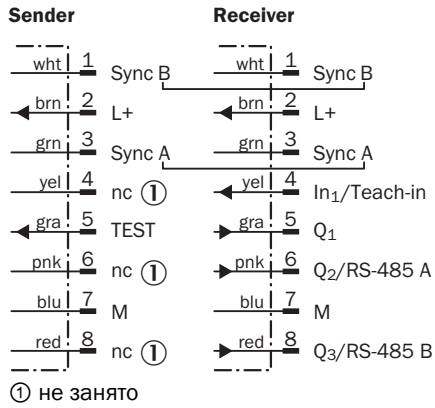 Sender Receiver
wht 1 Sync B wht 1 Sync B
brn 2 L+ brn 2 L+
grn 3 Sync A grn 3 Sync A
yel 4 nc ① yel 4 In1/Teach-in
gra 5 TEST gra 5 Q1
pnk 6 nc ① pnk 6 Q2/RS-485 A
blu 7 M blu 7 M
red 8 nc ① red 8 Q3/RS-485 B
① не занято